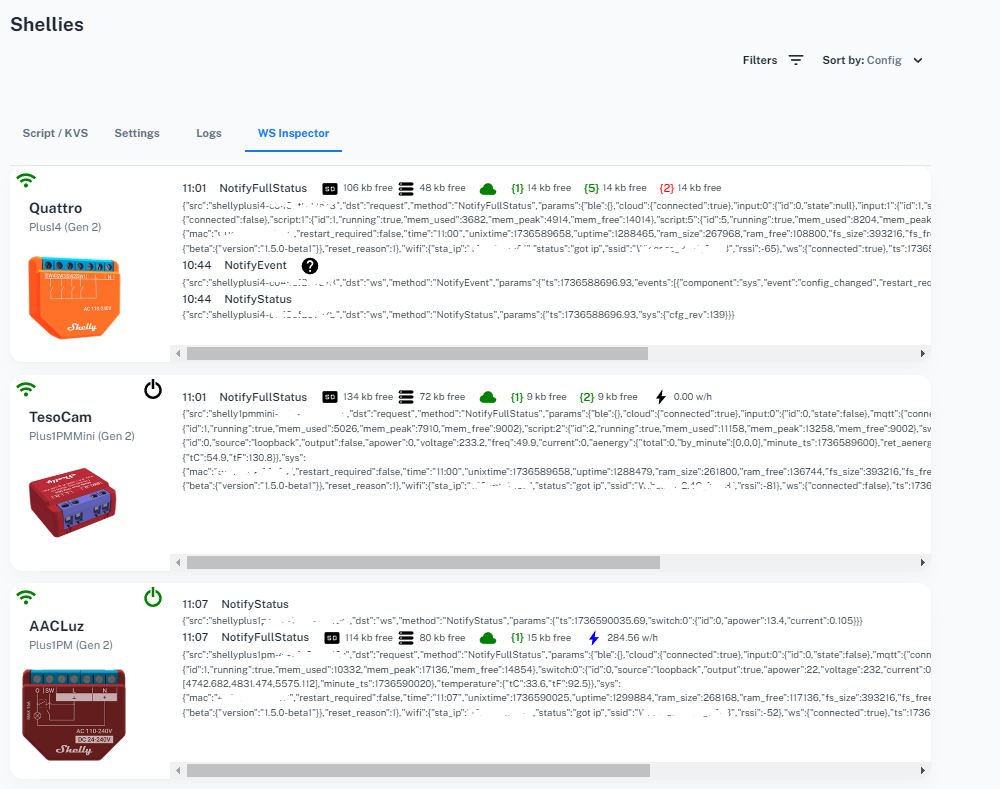 Shellies
Filters Sort by: Config
Script / KVS Settings Logs WS Inspector
Quattro
PlusI4 (Gen 2)
11:01 NotifyFullStatus SD 106 kb free 48 kb free {1} 14 kb free {5} 14 kb free {2} 14 kb free
{"src":"shellyplusi4- ","dst":"request","method":"NotifyFullStatus","params":{"ble":{},"cloud":{"connected":true},"input:0":{"id":0,"state":null},"input:1":{"id":1,"s
{"connected":false},"script:1":{"id":1,"running":true,"mem_used":3682,"mem_peak":4914,"mem_free":14014},"script:5":{"id":5,"running":true,"mem_used":8204,"mem_peak
{"mac":" ,"restart_required":false,"time":"11:00","unixtime":1736589658,"uptime":1288465,"ram_size":267968,"ram_free":108800,"fs_size":393216,"fs_fre
{"beta":{"version":"1.5.0-beta1"}},"reset_reason":1},"wifi":{"sta_ip": "status":"got ip","ssid": "rssi":-65},"ws":{"connected":true},"ts":1736
10:44 NotifyEvent ?
{"src":"shellyplusi4- ,"dst":"ws","method":"NotifyEvent","params":{"ts":1736588696.93,"events":[{"component":"sys","event":"config_changed","restart_rec
10:44 NotifyStatus
{"src":"shellyplusi4- ","dst":"ws","method":"NotifyStatus","params":{"ts":1736588696.93,"sys":{"cfg_rev":139}}}
SW4SW3SW2SW1 L N
AC 110-240V
Shelly
TesoCam
Plus1PMMini (Gen 2)
11:01 NotifyFullStatus SD 134 kb free 72 kb free {1} 9 kb free {2} 9 kb free 0.00 w/h
{"src":"shelly1pmmini- ,"dst":"request","method":"NotifyFullStatus","params":{"ble":{},"cloud":{"connected":true},"input:0":{"id":0,"state":false},"mqtt":{"conne
{"id":1,"running":true,"mem_used":5026,"mem_peak":7910,"mem_free":9002},"script:2":{"id":2,"running":true,"mem_used":11158,"mem_peak":13258,"mem_free":9002},"sw
{"id":0,"source":"loopback","output":false,"apower":0,"voltage":233.2,"freq":49.9,"current":0,"aenergy":{"total":0,"by_minute":[0,0,0],"minute_ts":1736589600},"ret_aenerg
{"tC":54.9,"tF":130.8}},"sys":
{"mac": ,"restart_required":false,"time":"11:00","unixtime":1736589658,"uptime":1288479,"ram_size":261800,"ram_free":136744,"fs_size":393216,"fs_fre
{"beta":{"version":"1.5.0-beta1"}},"reset_reason":1},"wifi":{"sta_ip": "status":"got ip","ssid": "rssi":-81},"ws":{"connected":false},"ts":1736
Shelly
AACLuz
Plus1PM (Gen 2)
11:07 NotifyStatus
{"src":"shellyplus1 ,"dst":"ws","method":"NotifyStatus","params":{"ts":1736590035.69,"switch:0":{"id":0,"apower":13.4,"current":0.105}}}
11:07 NotifyFullStatus SD 114 kb free 80 kb free {1} 15 kb free 284.56 w/h
{"src":"shellyplus1pm- ,"dst":"request","method":"NotifyFullStatus","params":{"ble":{},"cloud":{"connected":true},"input:0":{"id":0,"state":false},"mqtt":{"conn
{"id":1,"running":true,"mem_used":10332,"mem_peak":17136,"mem_free":14854},"switch:0":{"id":0,"source":"loopback","output":true,"apower":22,"voltage":232,"current":0
[4742.682,4831.474,5575.112],"minute_ts":1736590020},"temperature":{"tC":33.6,"tF":92.5}},"sys":
{"mac": ,"restart_required":false,"time":"11:07","unixtime":1736590025,"uptime":1299884,"ram_size":268168,"ram_free":117136,"fs_size":393216,"fs_free
{"beta":{"version":"1.5.0-beta1"}},"reset_reason":1},"wifi":{"sta_ip": ,"status":"got ip","ssid": "rssi":-52},"ws":{"connected":true},"ts":1736
O SW L N
MAX 16A
AC 110-240V
DC 24-240V
Shelly